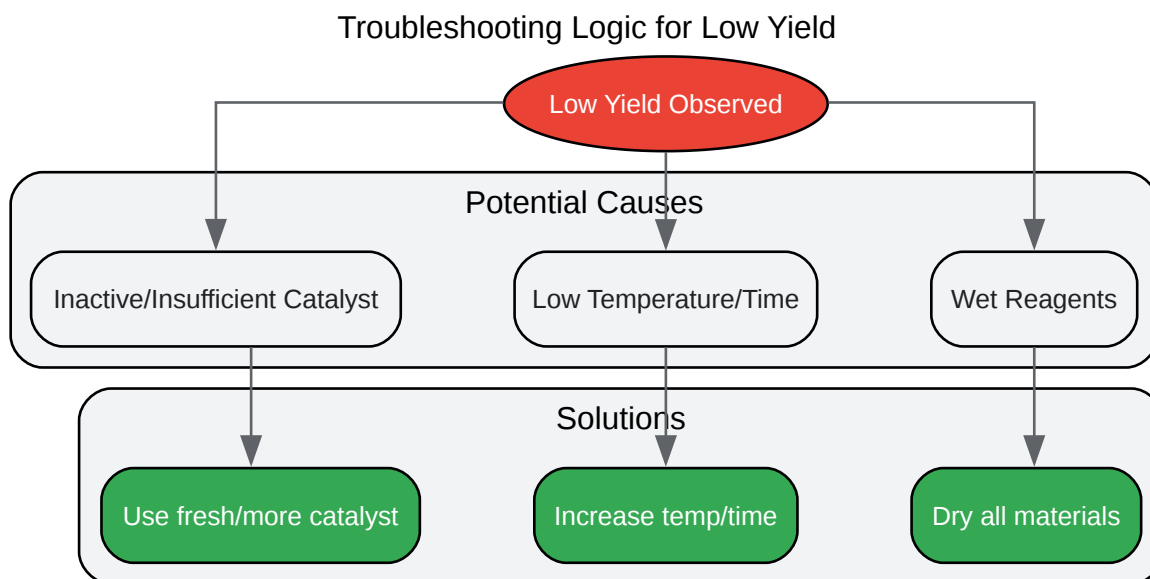 Troubleshooting Logic for Low Yield
Low Yield Observed
Potential Causes
Inactive/Insufficient Catalyst
Low Temperature/Time
Wet Reagents
Solutions
Use fresh/more catalyst
Increase temp/time
Dry all materials